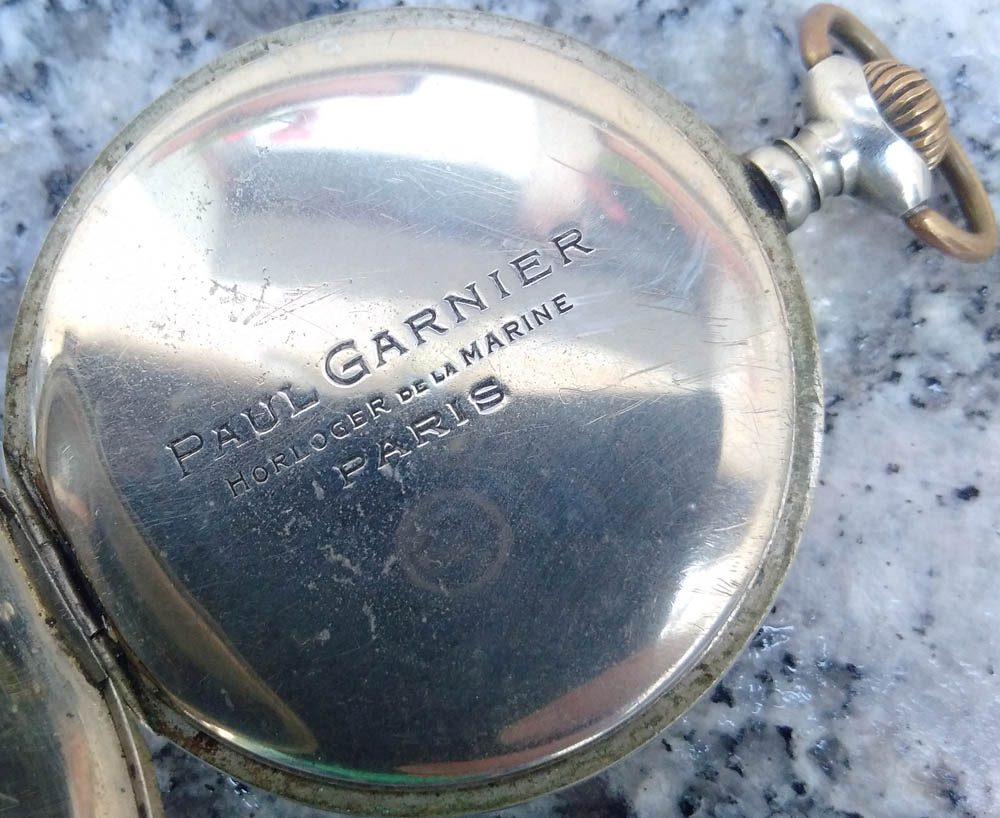 PAUL GARNIER
HORLOGER DE LA MARINE
PARIS